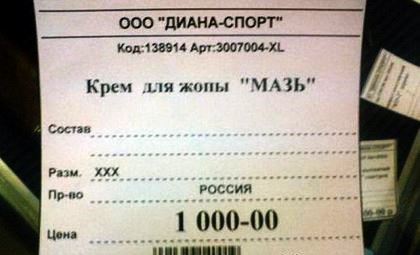 ООО "ДИАНА-СПОРТ"
Код:138914 Арт:3007004-XL
Крем для жопы "МАЗЬ"
Состав
Разм. XXX
Пр-во РОССИЯ
Цена 1 000-00